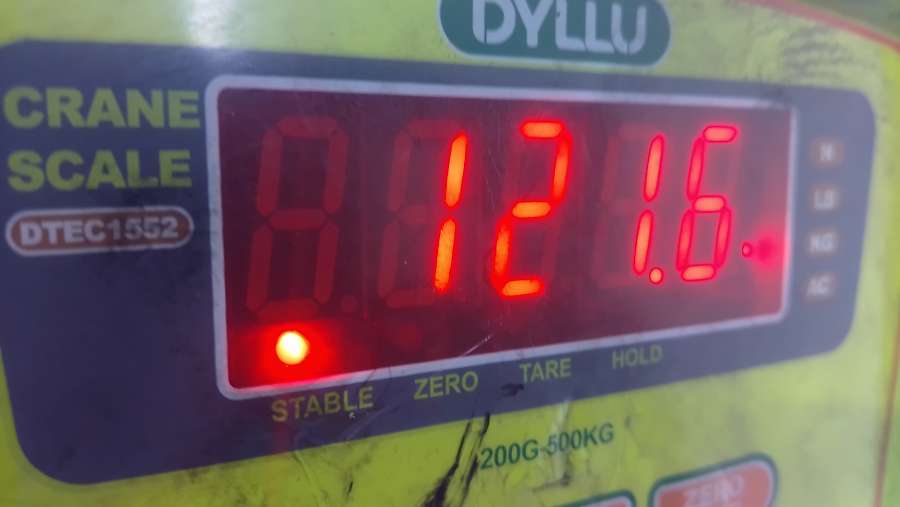 DYLLU
CRANE
SCALE
DTEC1552
121.6
N
LB
KG
AC
STABLE ZERO TARE HOLD
200G-500KG
ZERO